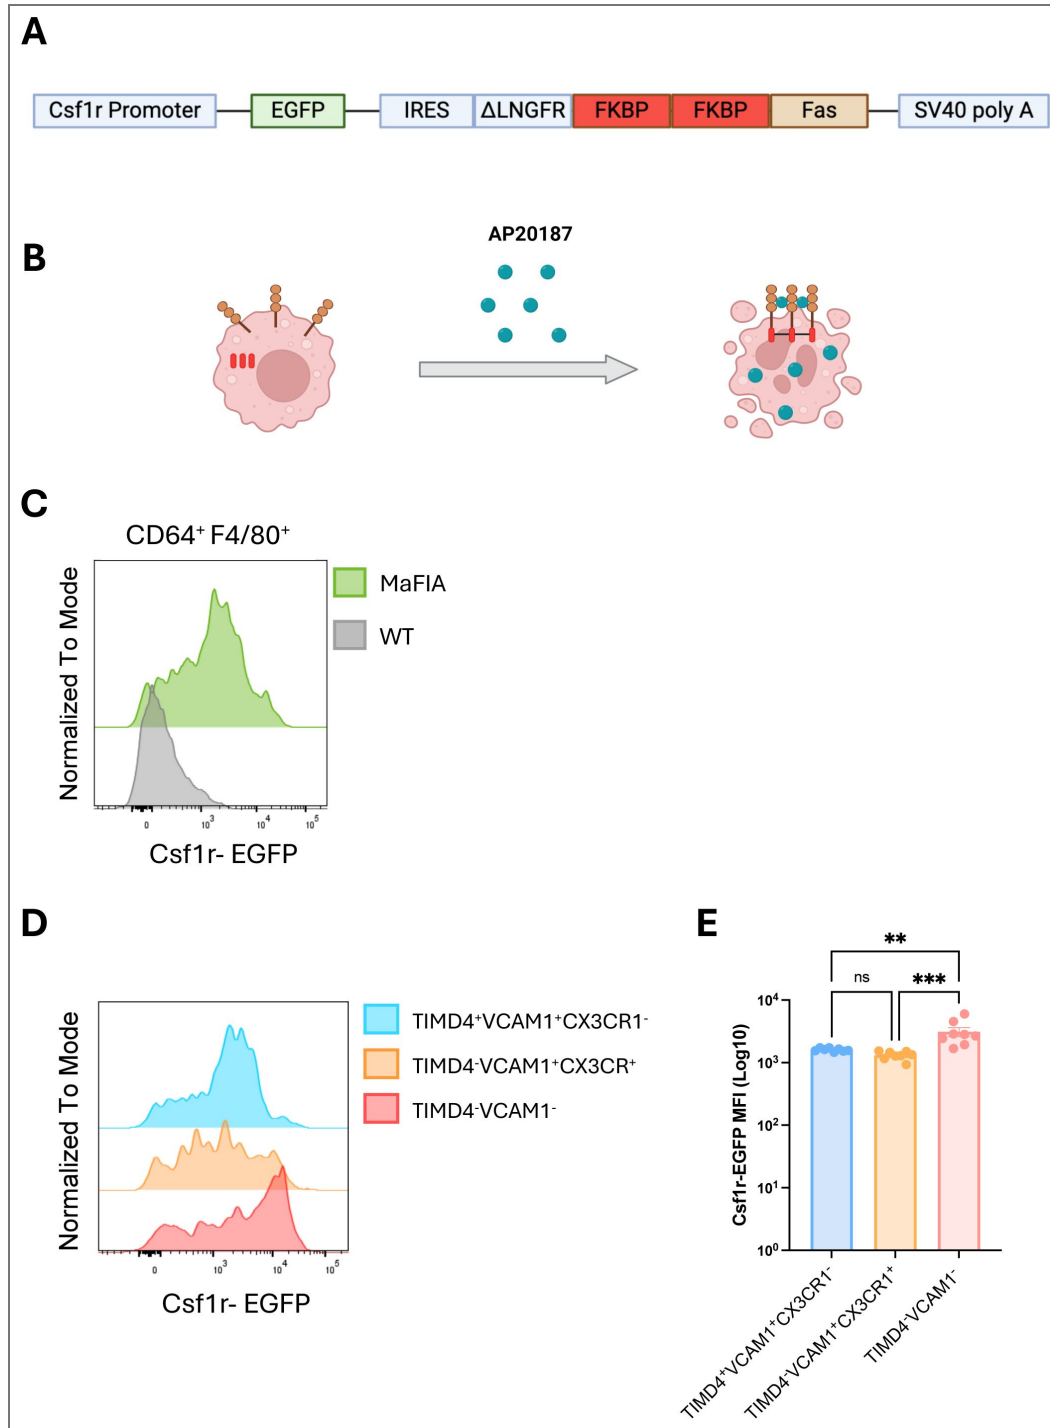 A
Csf1r Promoter EGFP IRES ΔLNGFR FKBP FKBP Fas SV40 poly A
B
AP20187
C
CD64⁺ F4/80⁺
Normalized To Mode
MaFIA
WT
0 10³ 10⁴ 10⁵
Csf1r- EGFP
D
Normalized To Mode
TIMD4⁺VCAM1⁺CX3CR1⁻
TIMD4⁻VCAM1⁺CX3CR⁺
TIMD4⁻VCAM1⁻
0 10³ 10⁴ 10⁵
Csf1r- EGFP
E
**
ns ***
Csf1r-EGFP MFI (Log10)
10⁴
10³
10²
10¹
10⁰
TIMD4⁺VCAM1⁺CX3CR1⁻
TIMD4⁻VCAM1⁺CX3CR1⁺
TIMD4⁻VCAM1⁻